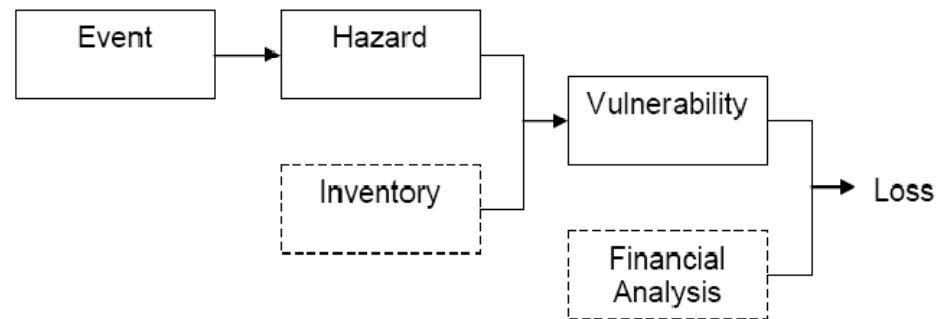 Event
Hazard
Vulnerability
Inventory
Loss
Financial
Analysis